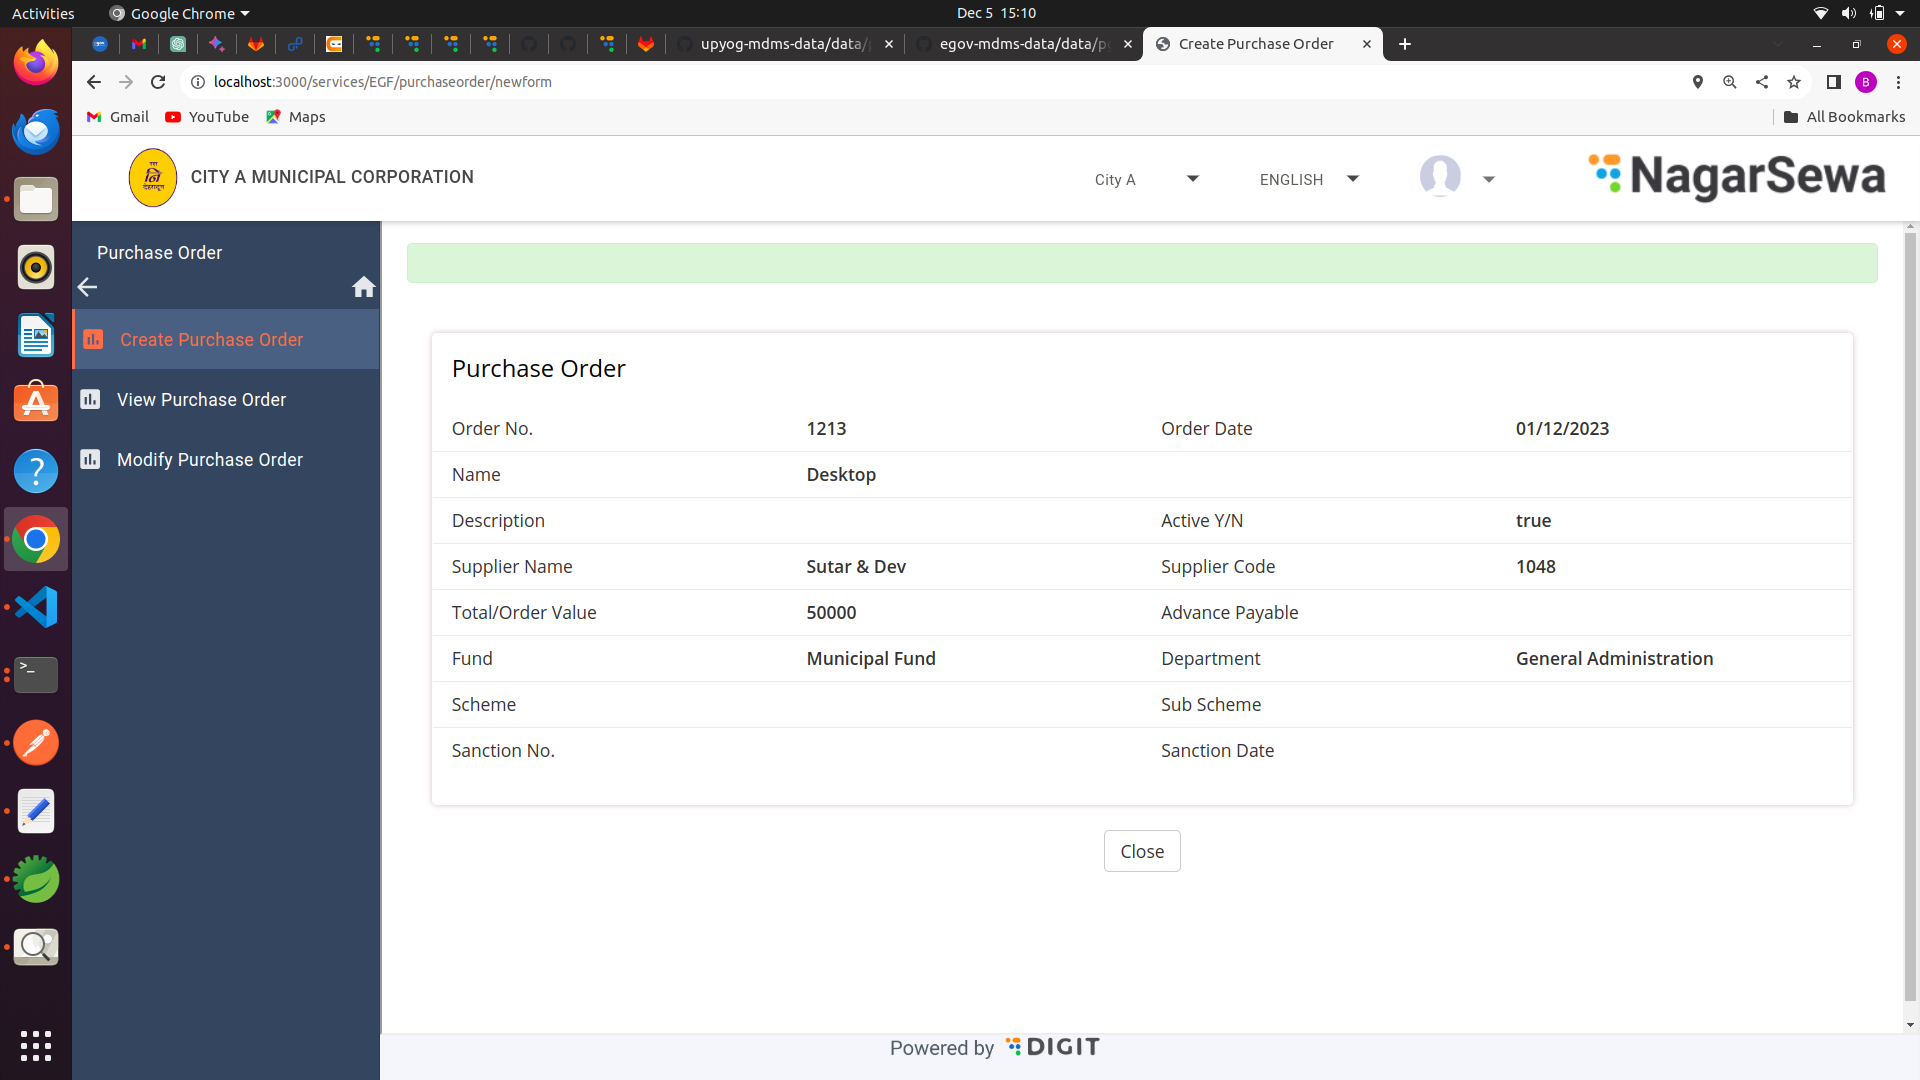 Activities
Google Chrome
Dec 5 15:10
upyog-mdms-data/data/
egov-mdms-data/data/p
Create Purchase Order
localhost:3000/services/EGF/purchaseorder/newform
B
Gmail
YouTube
Maps
All Bookmarks
CITY A MUNICIPAL CORPORATION
City A
ENGLISH
NagarSewa
Purchase Order
Create Purchase Order
View Purchase Order
Modify Purchase Order
Purchase Order
Order No. 1213 Order Date 01/12/2023
Name Desktop
Description Active Y/N true
Supplier Name Sutar & Dev Supplier Code 1048
Total/Order Value 50000 Advance Payable
Fund Municipal Fund Department General Administration
Scheme Sub Scheme
Sanction No. Sanction Date
Close
Powered by DIGIT